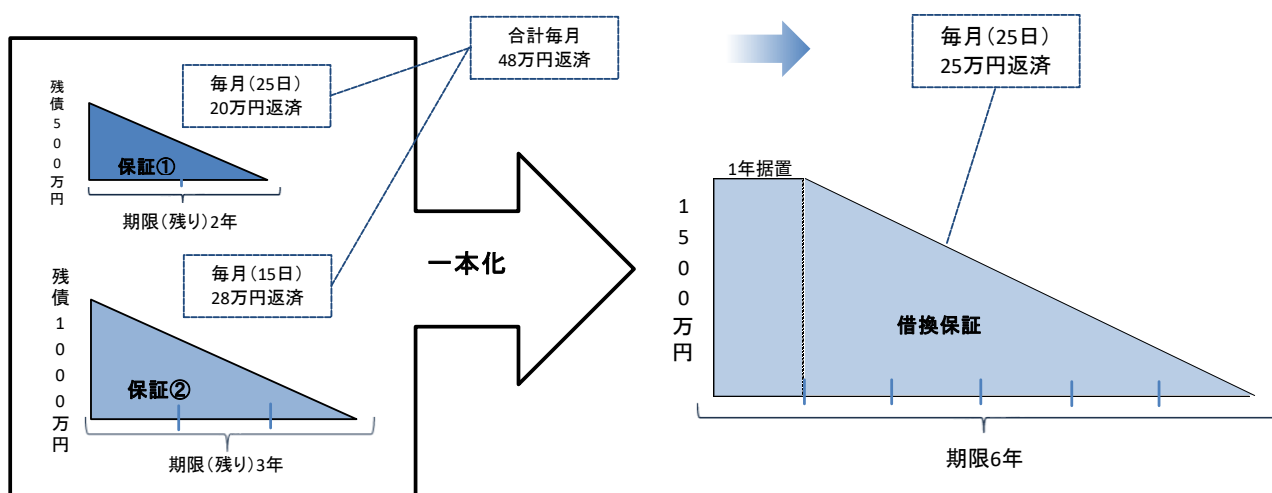 合計毎月
48万円返済
毎月(25日)
20万円返済
残債500万円
保証①
期限(残り)2年
毎月(15日)
28万円返済
残債1000万円
保証②
期限(残り)3年
一本化
毎月(25日)
25万円返済
1年据置
1500万円
借換保証
期限6年